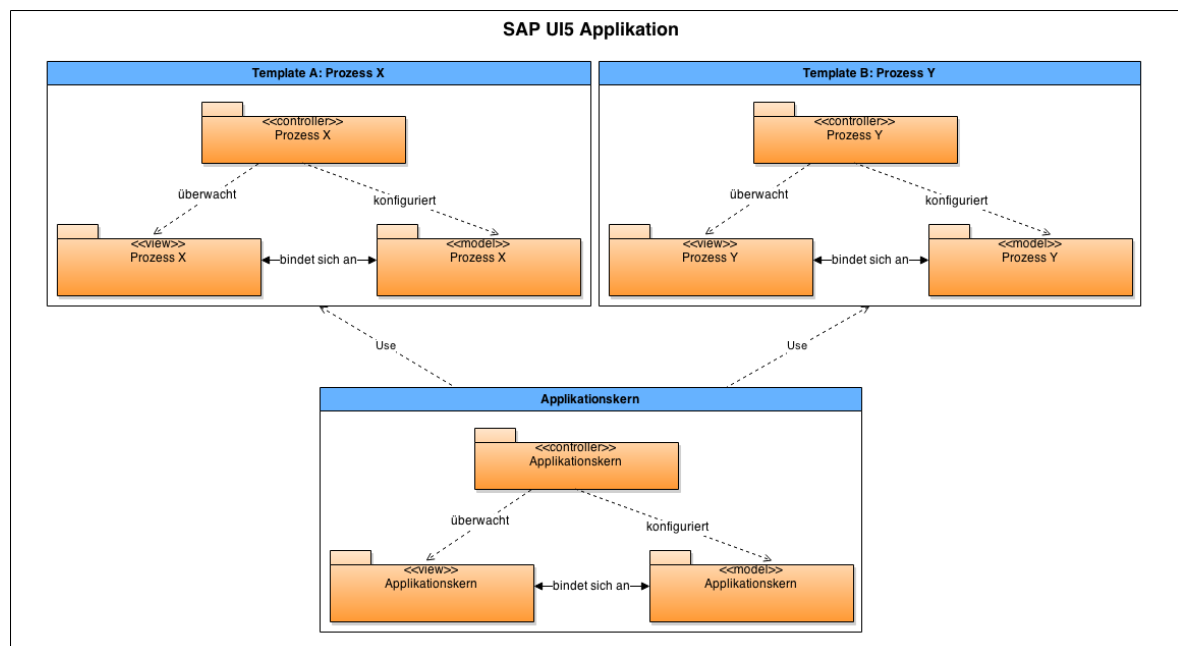 SAP UI5 Applikation
Template A: Prozess X
<<controller>>
Prozess X
überwacht
konfiguriert
<<view>>
Prozess X
bindet sich an
<<model>>
Prozess X
Template B: Prozess Y
<<controller>>
Prozess Y
überwacht
konfiguriert
<<view>>
Prozess Y
bindet sich an
<<model>>
Prozess Y
Use
Use
Applikationskern
<<controller>>
Applikationskern
überwacht
konfiguriert
<<view>>
Applikationskern
bindet sich an
<<model>>
Applikationskern